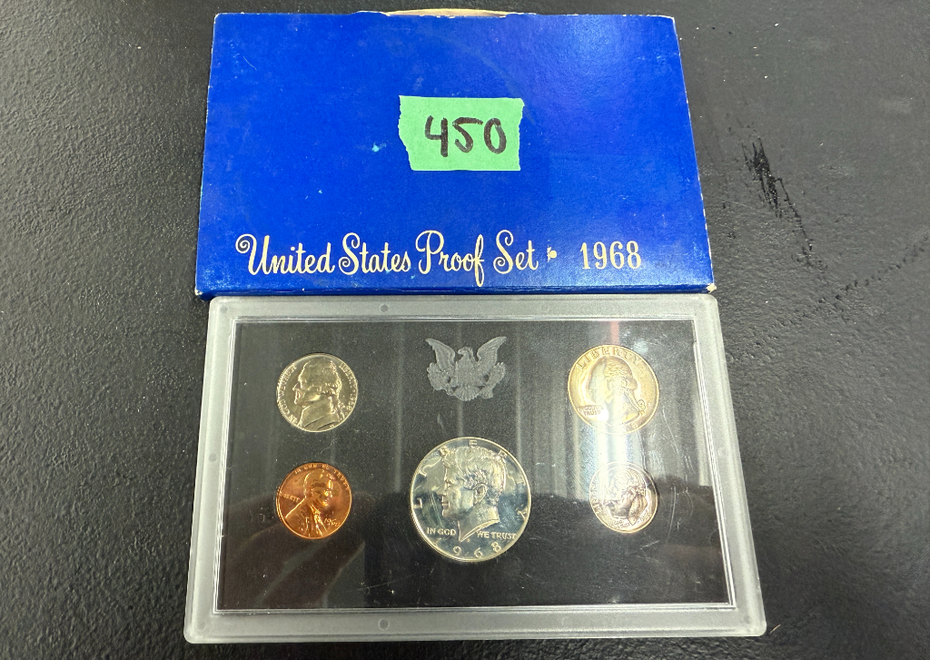 450
United States Proof Set • 1968
LIBERTY
IN GOD WE TRUST
1968